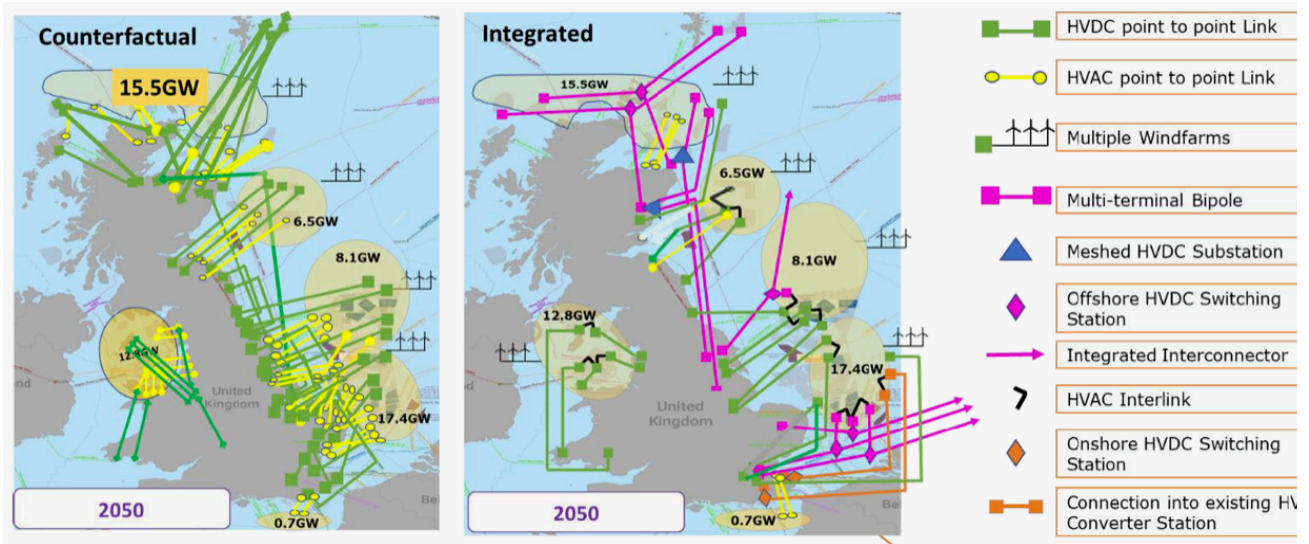 Counterfactual
15.5GW
6.5GW
8.1GW
12.8GW
United
Kingdom
17.4GW
0.7GW
2050
Integrated
15.5GW
6.5GW
8.1GW
12.8GW
17.4GW
United
Kingdom
0.7GW
2050
HVDC point to point Link
HVAC point to point Link
Multiple Windfarms
Multi-terminal Bipole
Meshed HVDC Substation
Offshore HVDC Switching
Station
Integrated Interconnector
HVAC Interlink
Onshore HVDC Switching
Station
Connection into existing HV
Converter Station